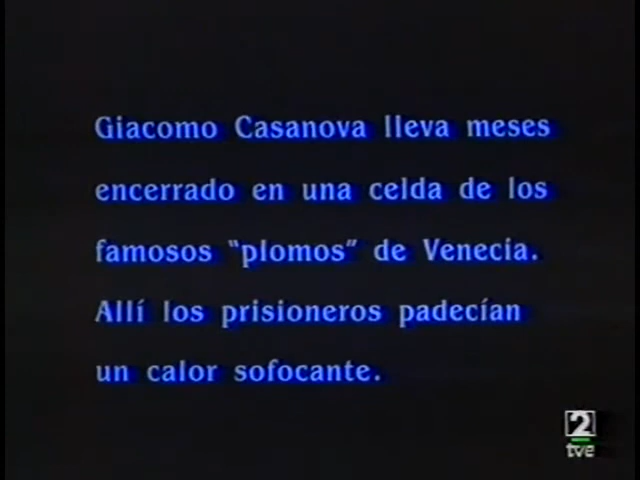 Giacomo Casanova lleva meses
encerrado en una celda de los
famosos "plomos" de Venecia.
Allí los prisioneros padecían
un calor sofocante.
2
tve